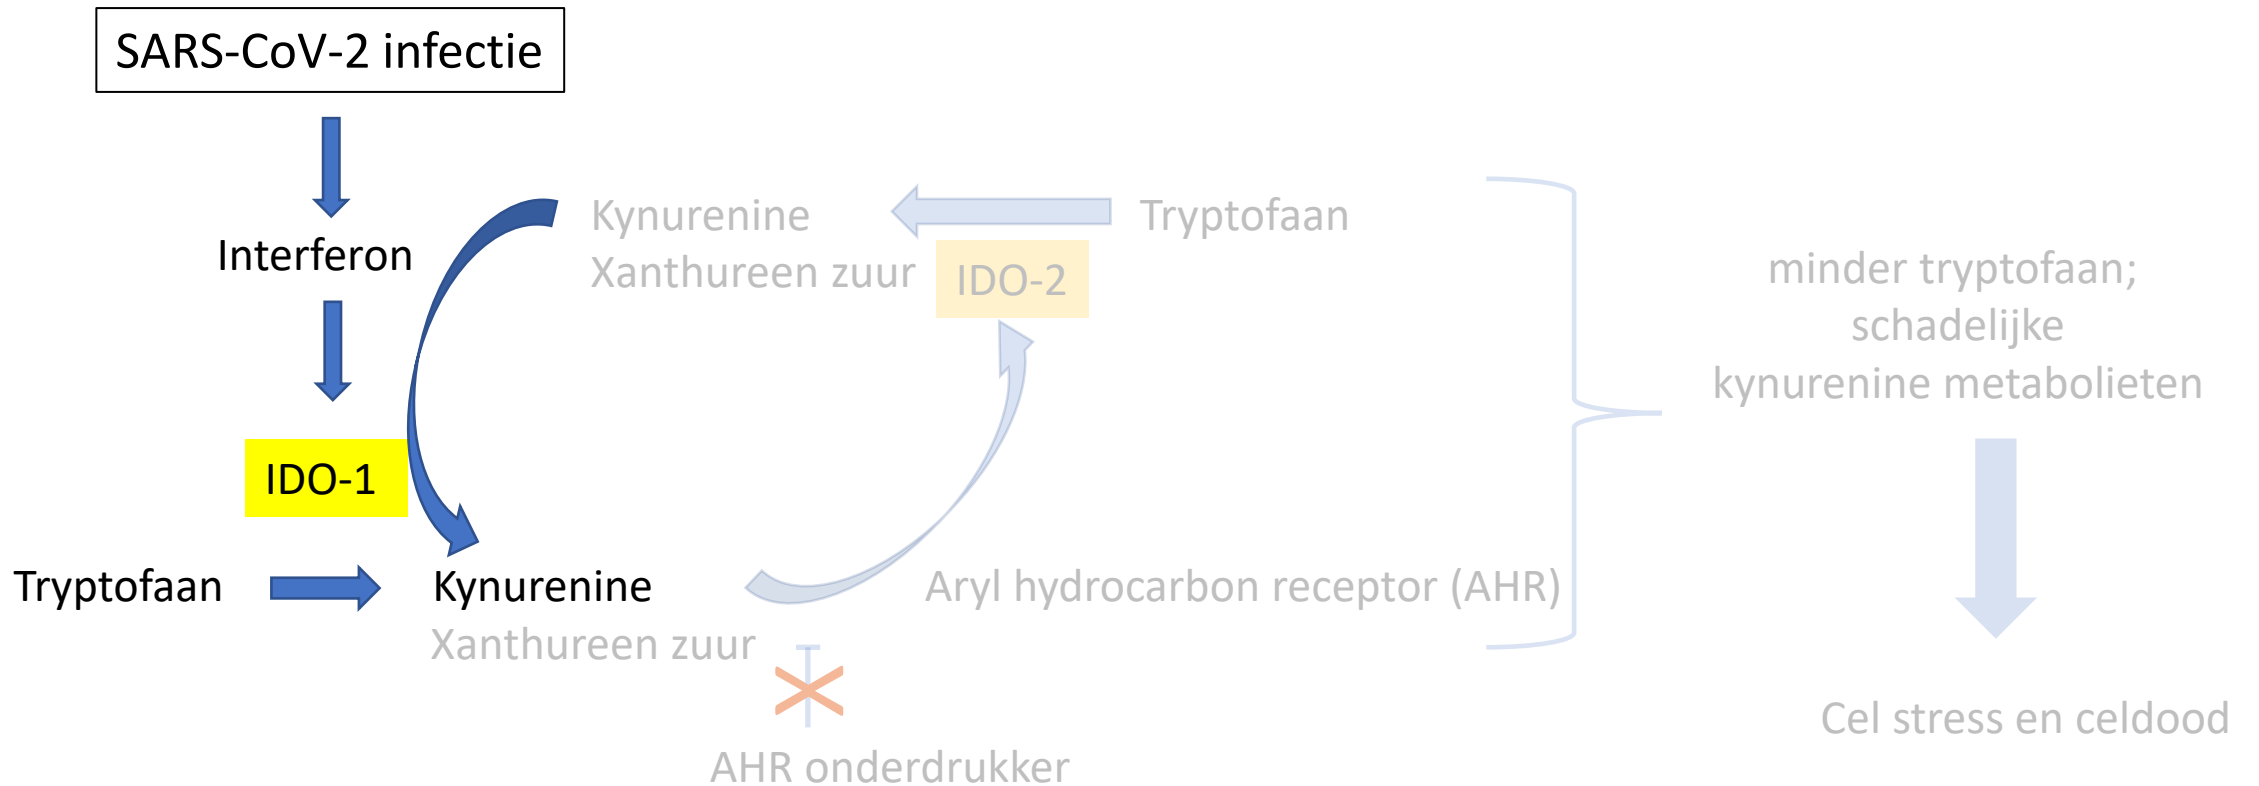 SARS-CoV-2 infectie
Interferon
IDO-1
Tryptofaan
Kynurenine
Xanthureen zuur
Kynurenine
Xanthureen zuur
IDO-2
Tryptofaan
Aryl hydrocarbon receptor (AHR)
AHR onderdrukker
minder tryptofaan;
schadelijke
kynurenine metabolieten
Cel stress en celdood